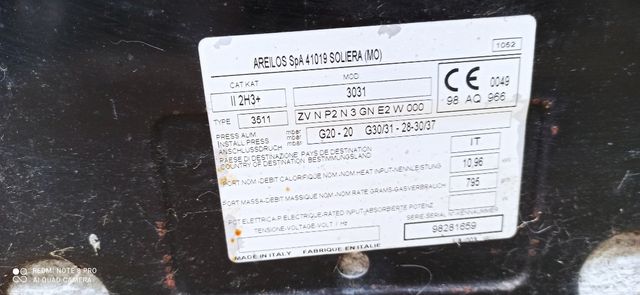 AREILOS SpA 41019 SOLIERA (MO)
1052
CAT KAT
MOD
II 2H3+
3031
CE 0049
98 AQ 966
TYPE 3511
ZV N P2 N 3 GN E2 W 000
PRESS ALIM. mbar
INSTALL PRESS mbar
ANSCHLUSSDRUCH mbar
G20 - 20 G30/31 - 28-30/37
PAESE DI DESTINAZIONE, PAYS DE DESTINATION
COUNTRY OF DESTINATION BESTIMMUNGSLAND
IT
PORT NOM.-DEBIT CALORIFIQUE NOM.-NOM HEAT INPUT-NENNLEISTUNG
10,96
PORT MASSA-DEBIT MASSIQUE NOM-NOM RATE GRAMS-GASVERBRAUCH
795
POT ELETTRICA-P.ELECTRIQUE-RATED INPUT-ABSORBIERTE POTENZ
TENSIONE-VOLTAGE-VOLT / Hz
SERIE-SERIAL N°-KENNUMMER
98281659
MADE IN ITALY FABRIQUE EN ITALIE
REDMI NOTE 8 PRO
AI QUAD CAMERA